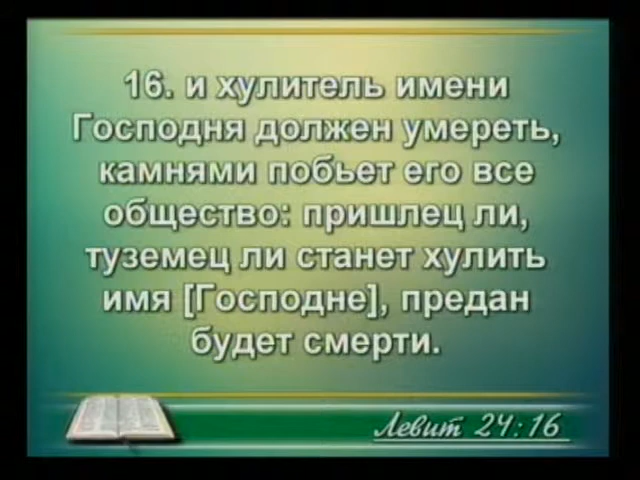 16. и хулитель имени
Господня должен умереть,
камнями побьет его все
общество: пришлец ли,
туземец ли станет хулить
имя [Господне], предан
будет смерти.
Левит 24:16